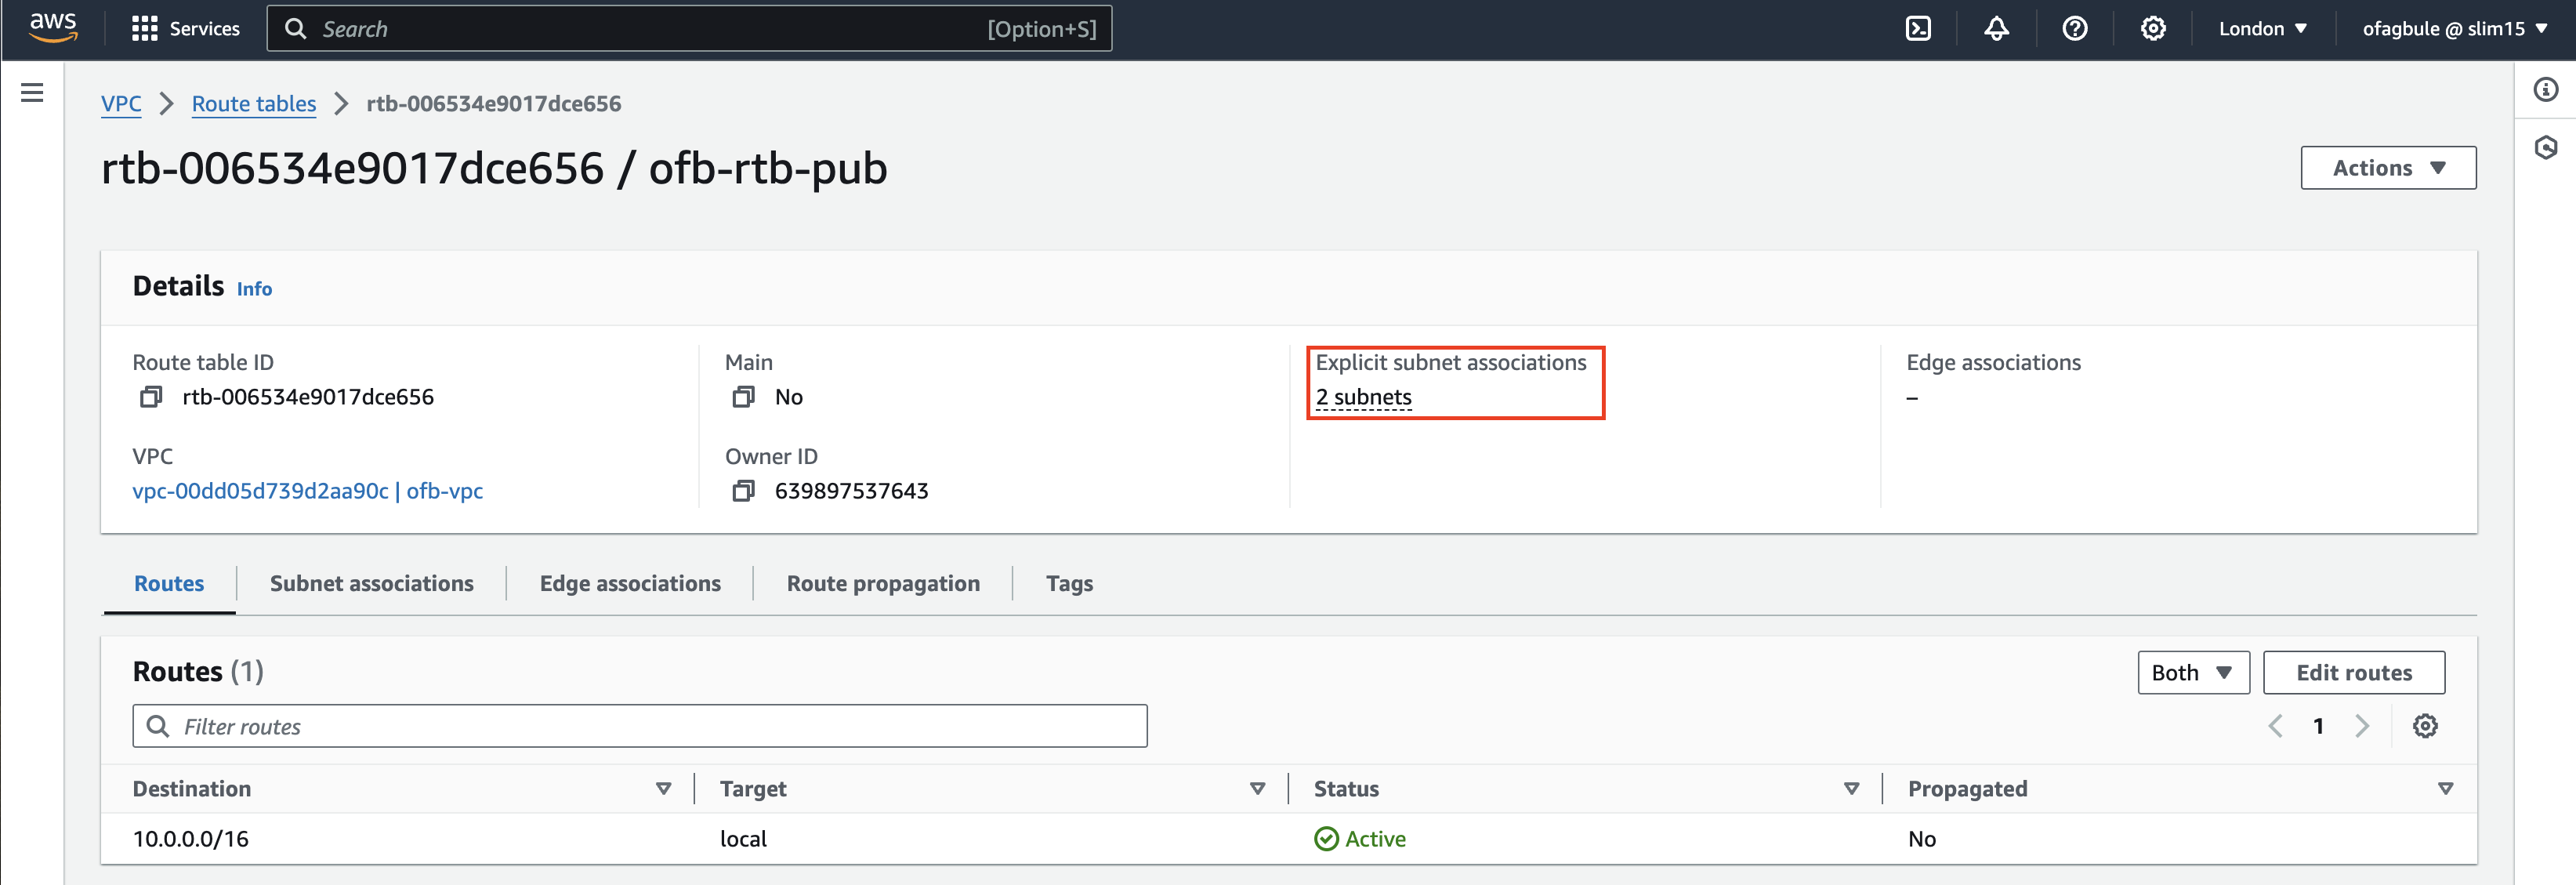 aws Services Search [Option+S] London ofagbule @ slim15
VPC > Route tables > rtb-006534e9017dce656
rtb-006534e9017dce656 / ofb-rtb-pub
Actions
Details Info
Route table ID
rtb-006534e9017dce656
Main
No
Explicit subnet associations
2 subnets
Edge associations
–
VPC
vpc-00dd05d739d2aa90c | ofb-vpc
Owner ID
639897537643
Routes Subnet associations Edge associations Route propagation Tags
Routes (1)
Both Edit routes
Filter routes
1
Destination Target Status Propagated
10.0.0.0/16 local Active No